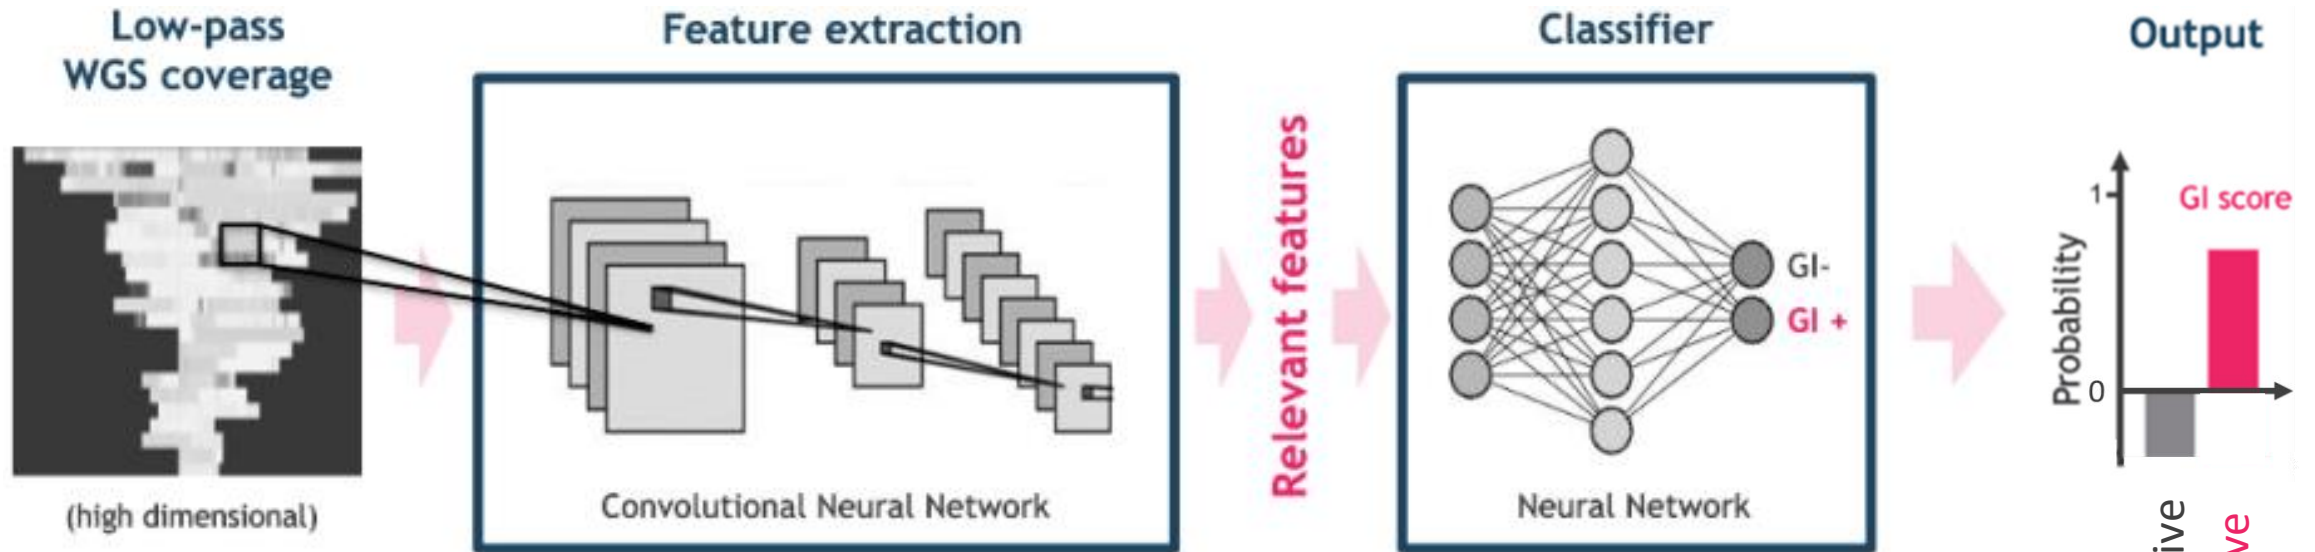 Low-pass
WGS coverage
(high dimensional)
Feature extraction
Convolutional Neural Network
Relevant features
Classifier
GI-
GI +
Neural Network
Output
1
GI score
Probability
0